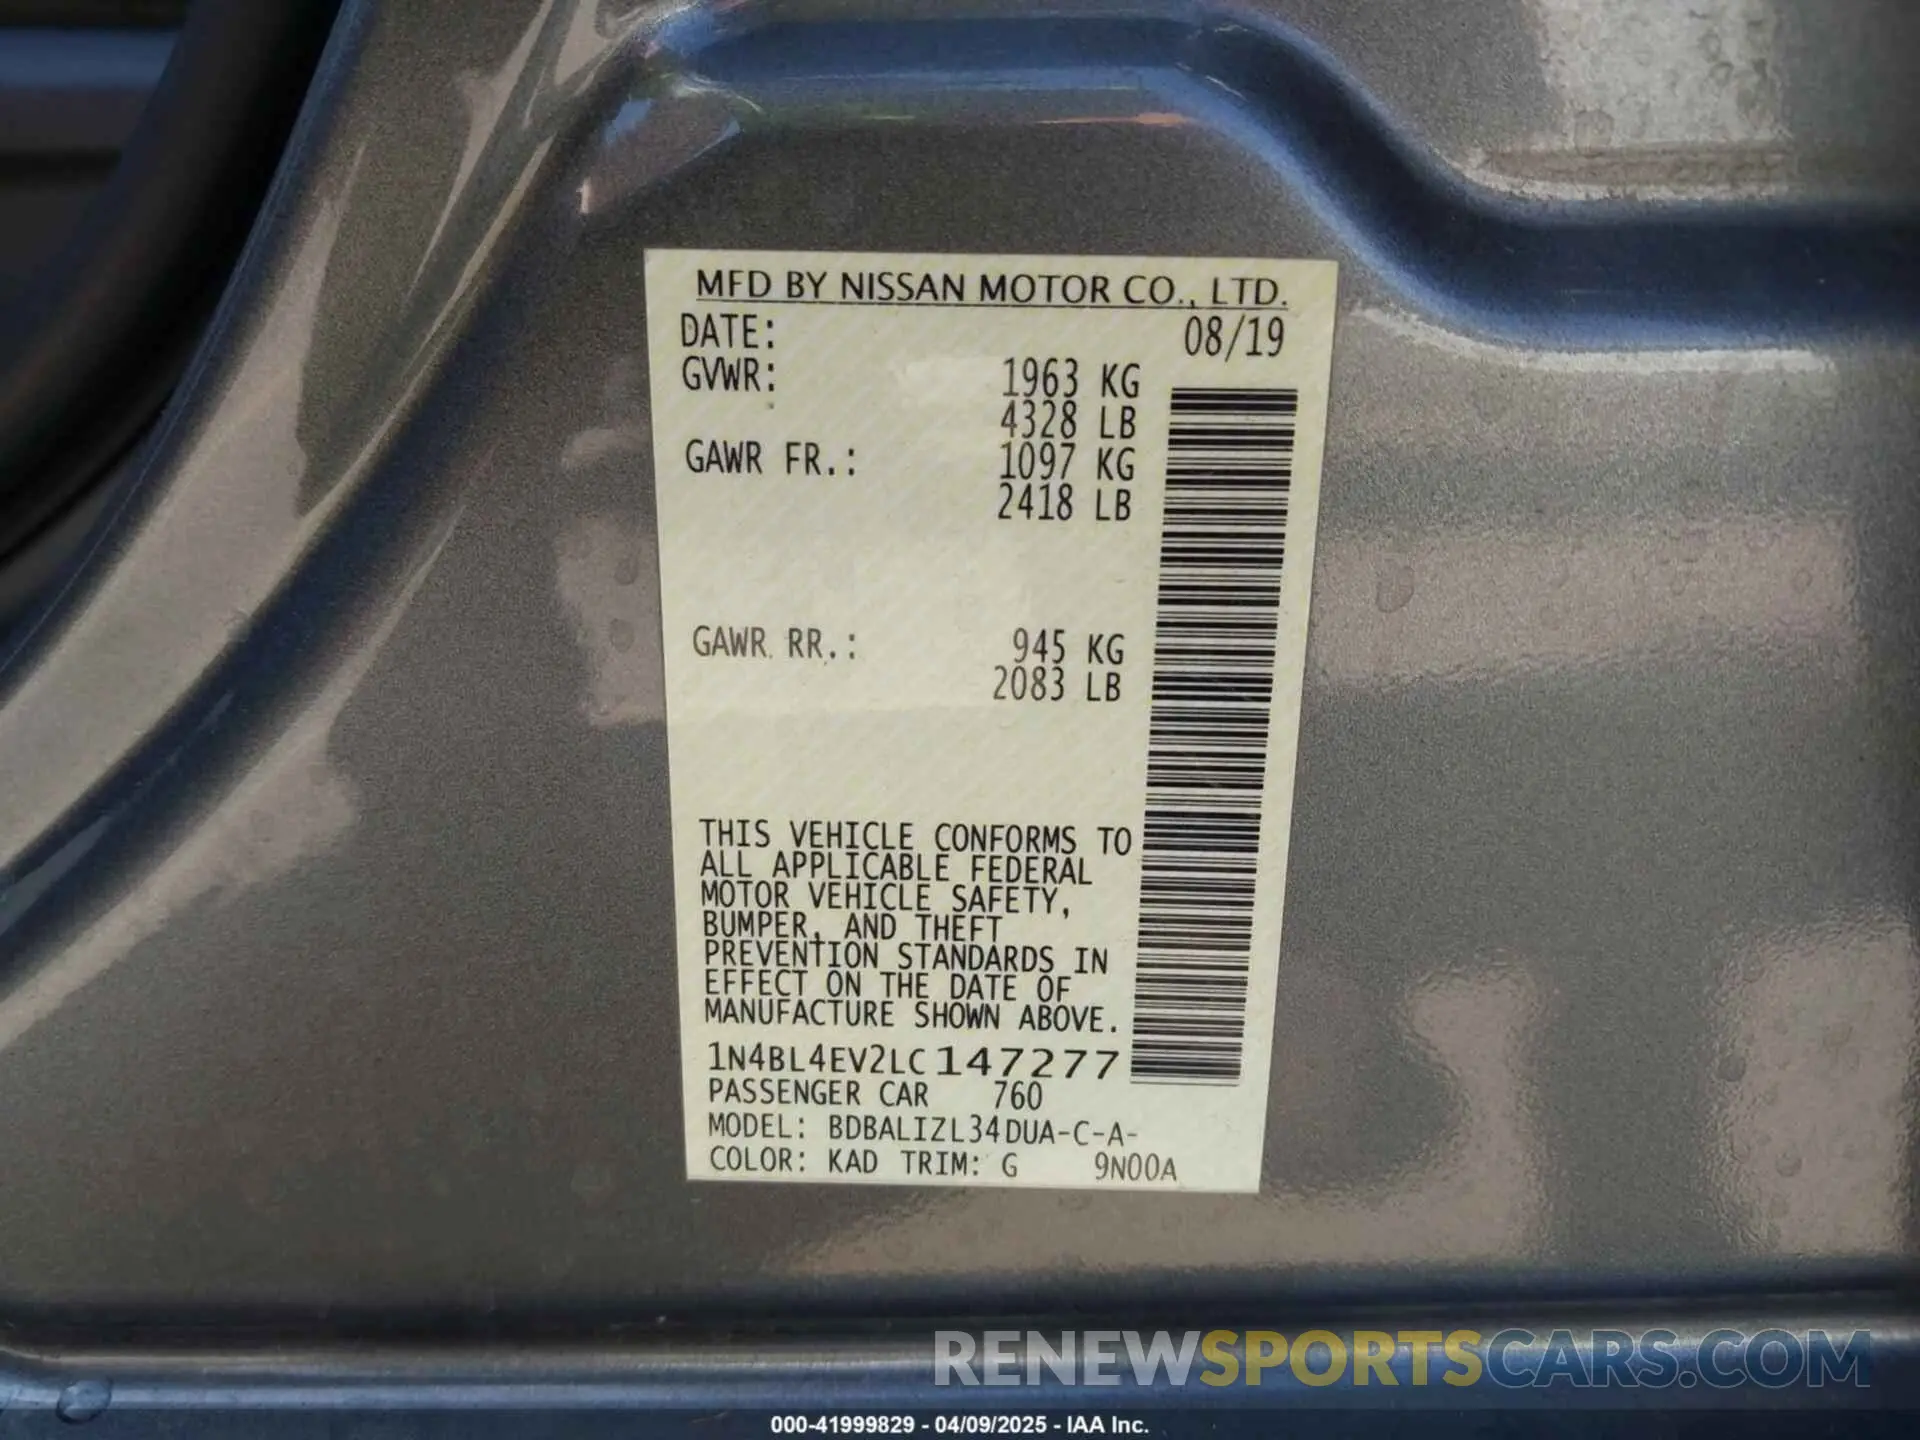 MFD BY NISSAN MOTOR CO., LTD.
DATE: 08/19
GVWR: 1963 KG
4328 LB
GAWR FR.: 1097 KG
2418 LB
GAWR RR.: 945 KG
2083 LB
THIS VEHICLE CONFORMS TO
ALL APPLICABLE FEDERAL
MOTOR VEHICLE SAFETY,
BUMPER, AND THEFT
PREVENTION STANDARDS IN
EFFECT ON THE DATE OF
MANUFACTURE SHOWN ABOVE.
1N4BL4EV2LC147277
PASSENGER CAR 760
MODEL: BDBALIZL34DUA-C-A-
COLOR: KAD TRIM: G 9N00A
RENEWSPORTSCARS.COM
000-41999829 - 04/09/2025 - IAA Inc.